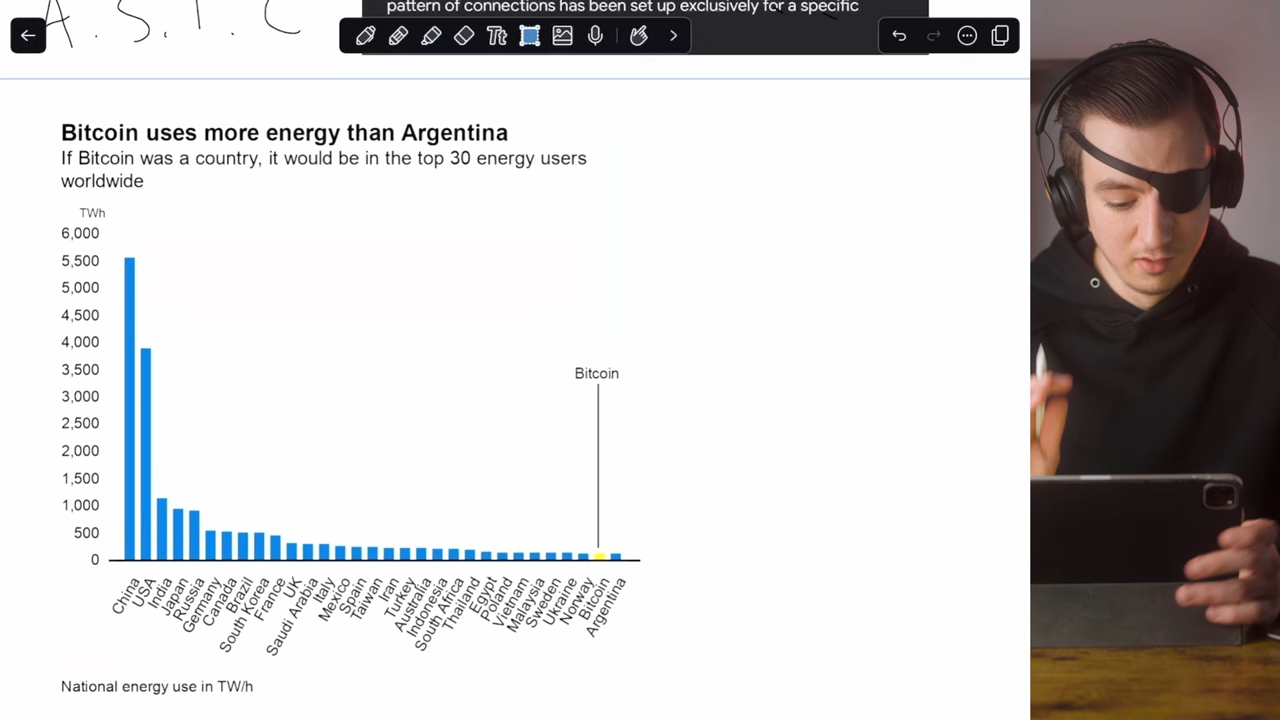 pattern of connections has been set up exclusively for a specific
A.S.I.C
Tt
Bitcoin uses more energy than Argentina
If Bitcoin was a country, it would be in the top 30 energy users
worldwide
TWh
6,000
5,500
5,000
4,500
4,000
3,500
3,000
2,500
2,000
1,500
1,000
500
0
Bitcoin
China
USA
India
Japan
Russia
Germany
Canada
Brazil
South Korea
France
UK
Saudi Arabia
Italy
Mexico
Spain
Taiwan
Iran
Turkey
Australia
Indonesia
South Africa
Thailand
Egypt
Poland
Vietnam
Malaysia
Sweden
Ukraine
Norway
Bitcoin
Argentina
National energy use in TW/h